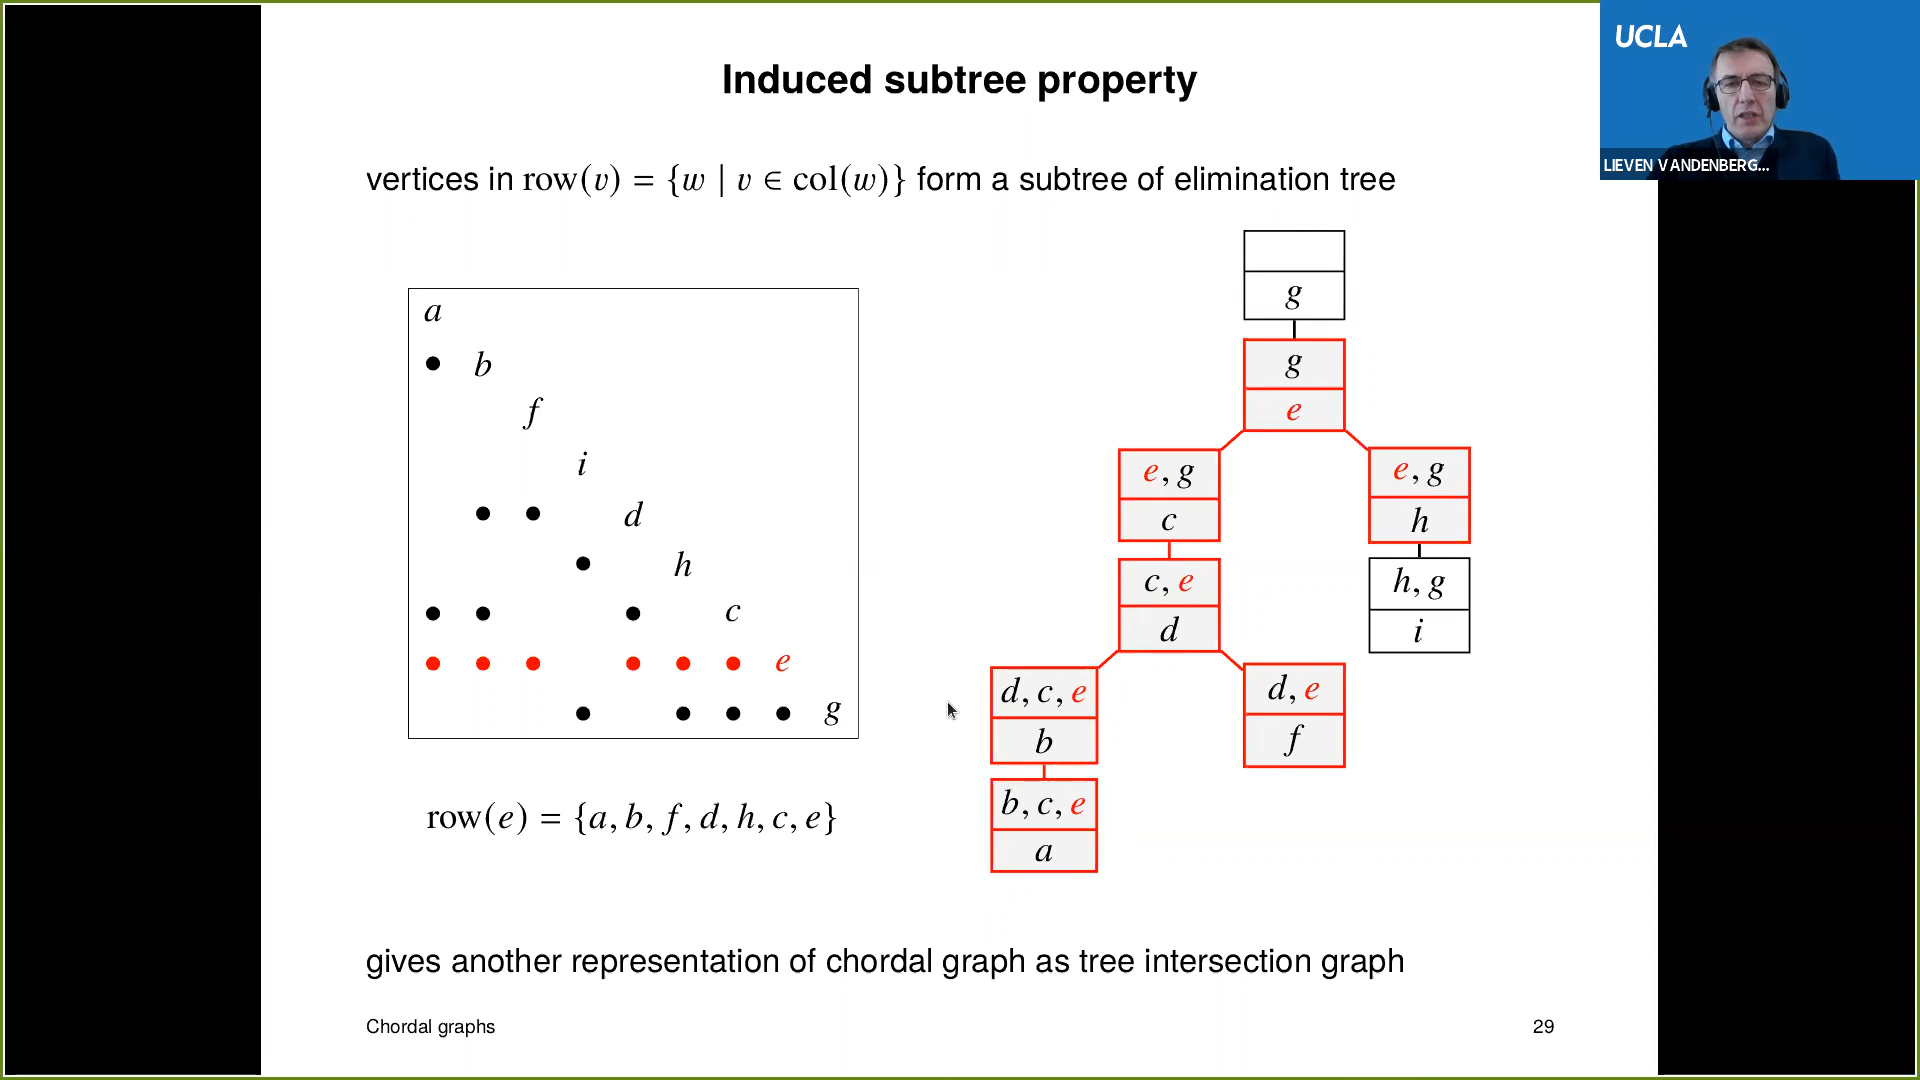 UCLA
LIEVEN VANDENBERG...
Induced subtree property
vertices in row(v) = {w | v ∈ col(w)} form a subtree of elimination tree
a
• b
f
i
• • d
• h
• • • c
• • • • • • e
• • • • g
row(e) = {a, b, f, d, h, c, e}
g
g
e
e, g
c
e, g
h
c, e
d
h, g
i
d, c, e
b
d, e
f
b, c, e
a
gives another representation of chordal graph as tree intersection graph
Chordal graphs
29